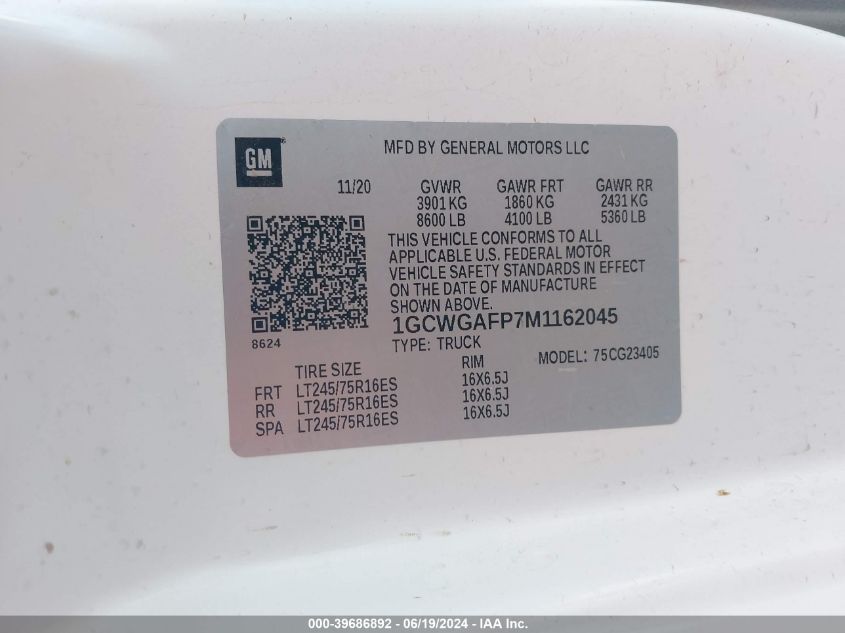 GM
MFD BY GENERAL MOTORS LLC
11/20 GVWR GAWR FRT GAWR RR
3901 KG 1860 KG 2431 KG
8600 LB 4100 LB 5360 LB
THIS VEHICLE CONFORMS TO ALL
APPLICABLE U.S. FEDERAL MOTOR
VEHICLE SAFETY STANDARDS IN EFFECT
ON THE DATE OF MANUFACTURE
SHOWN ABOVE.
1GCWGAFP7M1162045
8624
TYPE: TRUCK MODEL: 75CG23405
TIRE SIZE RIM
FRT LT245/75R16ES 16X6.5J
RR LT245/75R16ES 16X6.5J
SPA LT245/75R16ES 16X6.5J
000-39686892 - 06/19/2024 - IAA Inc.